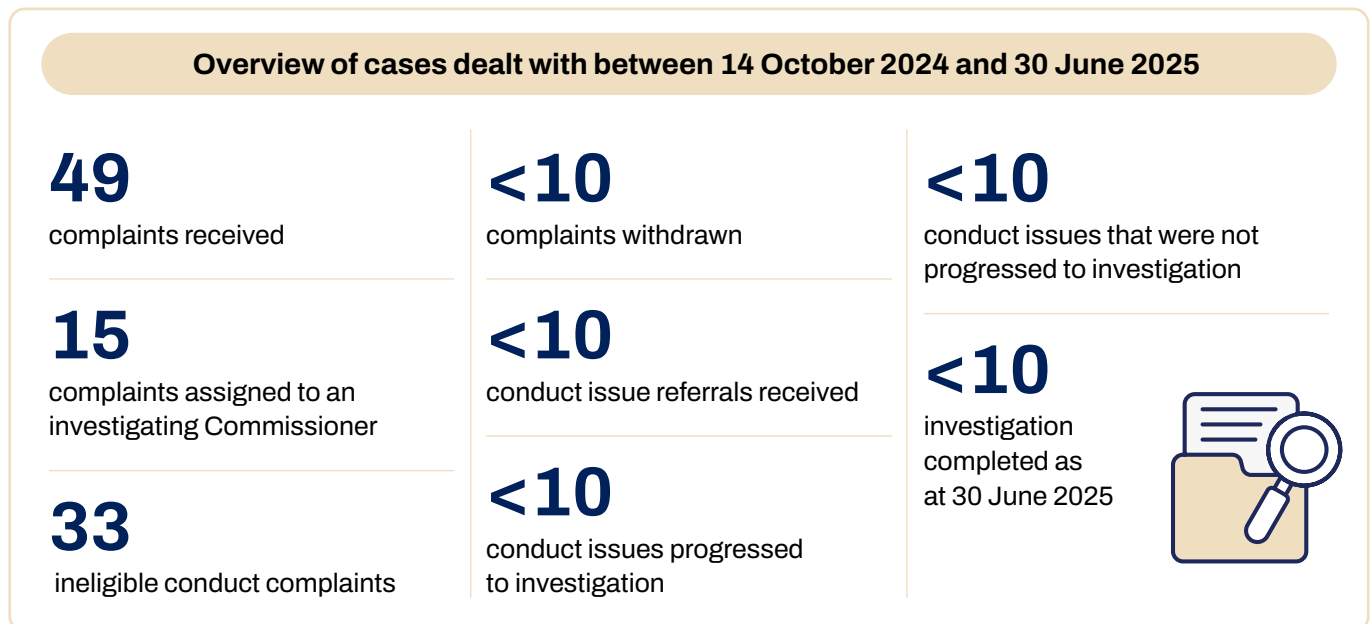 Overview of cases dealt with between 14 October 2024 and 30 June 2025
49
complaints received
15
complaints assigned to an
investigating Commissioner
33
ineligible conduct complaints
<10
complaints withdrawn
<10
conduct issue referrals received
<10
conduct issues progressed
to investigation
<10
conduct issues that were not
progressed to investigation
<10
investigation
completed as
at 30 June 2025